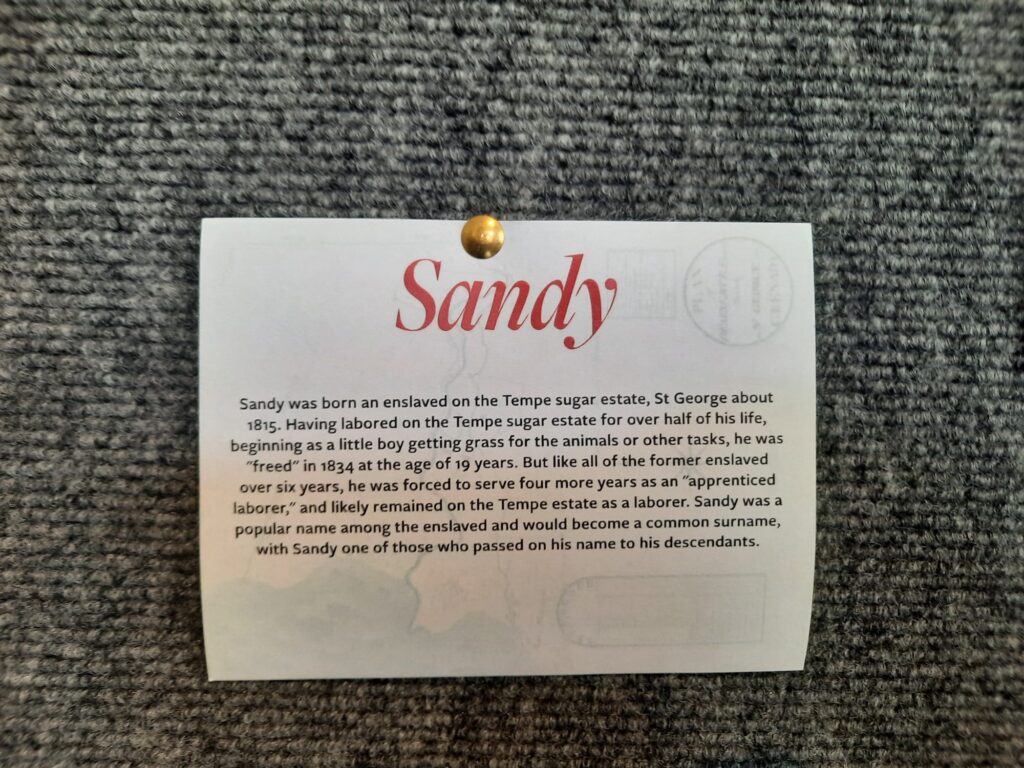 Sandy
Sandy was born an enslaved on the Tempe sugar estate, St George about
1815. Having labored on the Tempe sugar estate for over half of his life,
beginning as a little boy getting grass for the animals or other tasks, he was
"freed" in 1834 at the age of 19 years. But like all of the former enslaved
over six years, he was forced to serve four more years as an "apprenticed
laborer," and likely remained on the Tempe estate as a laborer. Sandy was a
popular name among the enslaved and would become a common surname,
with Sandy one of those who passed on his name to his descendants.